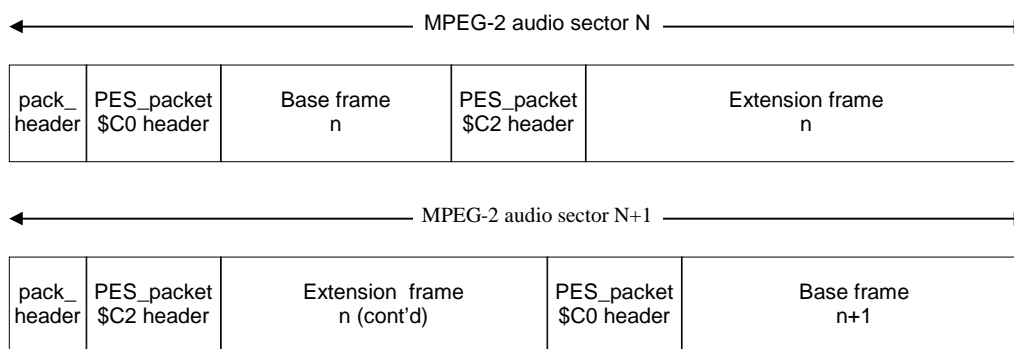 MPEG-2 audio sector N
pack_ header
PES_packet $C0 header
Base frame n
PES_packet $C2 header
Extension frame n
MPEG-2 audio sector N+1
pack_ header
PES_packet $C2 header
Extension frame n (cont'd)
PES_packet $C0 header
Base frame n+1